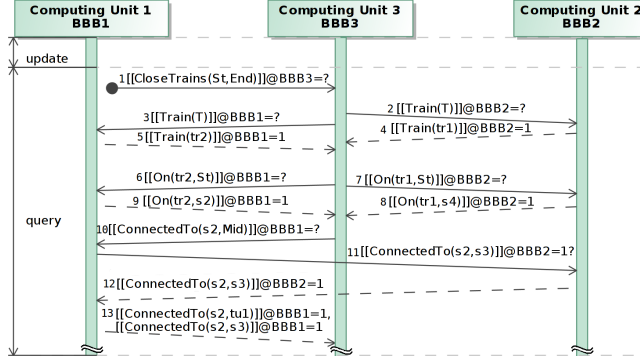 Computing Unit 1
BBB1
Computing Unit 3
BBB3
Computing Unit 2
BBB2
update
1[[CloseTrains(St,End)]]@BBB3=?
2 [[Train(T)]]@BBB2=?
3[[Train(T)]]@BBB1=?
4 [[Train(tr1)]]@BBB2=1
5[[Train(tr2)]]@BBB1=1
6[[On(tr2,St)]]@BBB1=?
7 [[On(tr1,St)]]@BBB2=?
8[[On(tr1,s4)]]@BBB2=1
9 [[On(tr2,s2)]]@BBB1=1
query
10[[ConnectedTo(s2,Mid)]]@BBB1=?
11[[ConnectedTo(s2,s3)]]@BBB2=1?
12[[ConnectedTo(s2,s3)]]@BBB2=1
13[[ConnectedTo(s2,tu1)]]@BBB1=1,
[[ConnectedTo(s2,s3)]]@BBB1=1